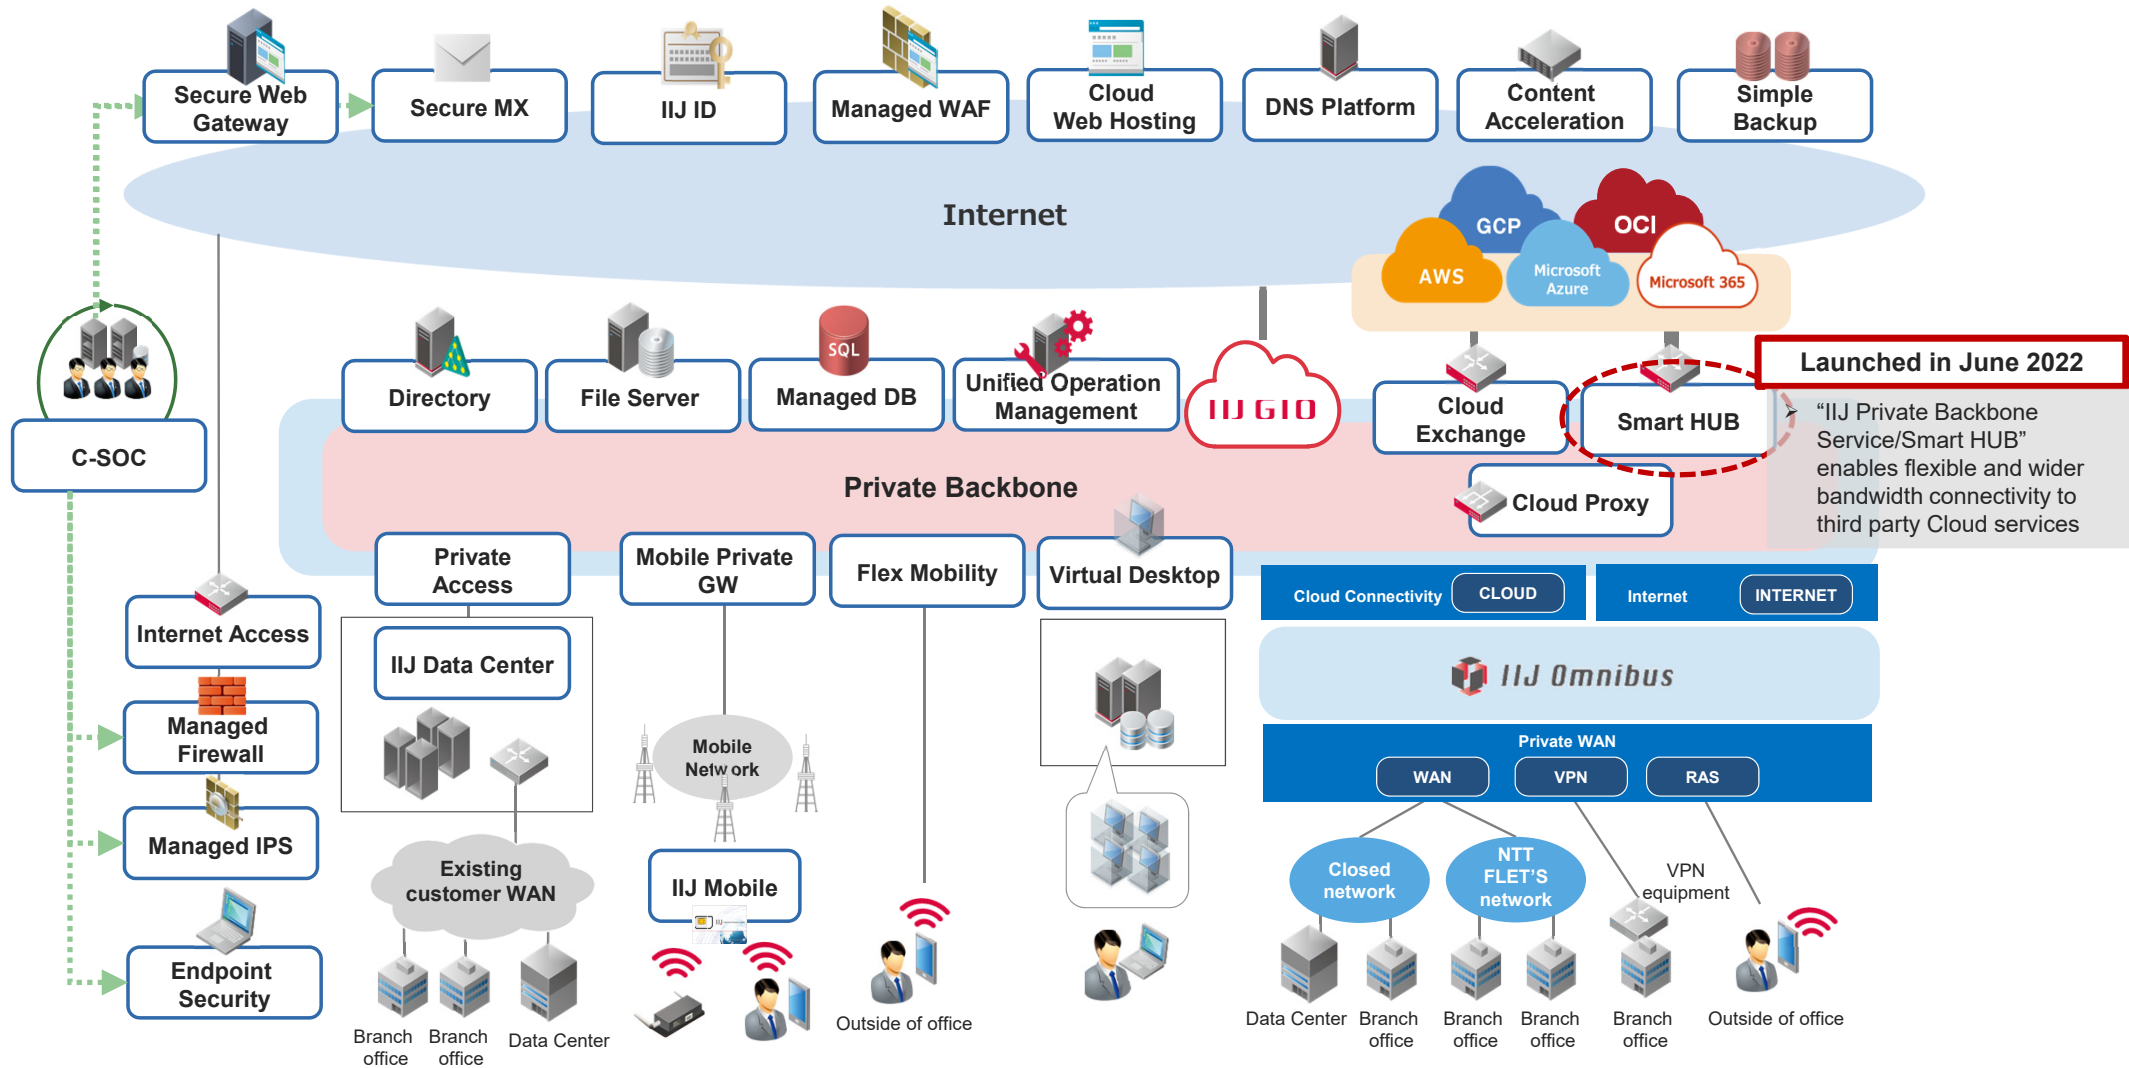 Secure Web
Gateway
Secure MX
IIJ ID
Managed WAF
Cloud
Web Hosting
DNS Platform
Content
Acceleration
Simple
Backup
Internet
GCP
OCI
AWS
Microsoft
Azure
Microsoft 365
Directory
File Server
SQL
Managed DB
Unified Operation
Management
IIJ GIO
Cloud
Exchange
Smart HUB
Launched in June 2022
➢ “IIJ Private Backbone
Service/Smart HUB”
enables flexible and wider
bandwidth connectivity to
third party Cloud services
C-SOC
Private Backbone
Cloud Proxy
Private
Access
Mobile Private
GW
Flex Mobility
Virtual Desktop
Cloud Connectivity
CLOUD
Internet
INTERNET
Internet Access
IIJ Data Center
IIJ Omnibus
Managed
Firewall
Mobile
Network
Private WAN
WAN
VPN
RAS
Managed IPS
Existing
customer WAN
IIJ Mobile
IIJ
Closed
network
NTT
FLET’S
network
VPN
equipment
Endpoint
Security
Branch
office
Branch
office
Data Center
Outside of office
Data Center
Branch
office
Branch
office
Branch
office
Branch
office
Outside of office